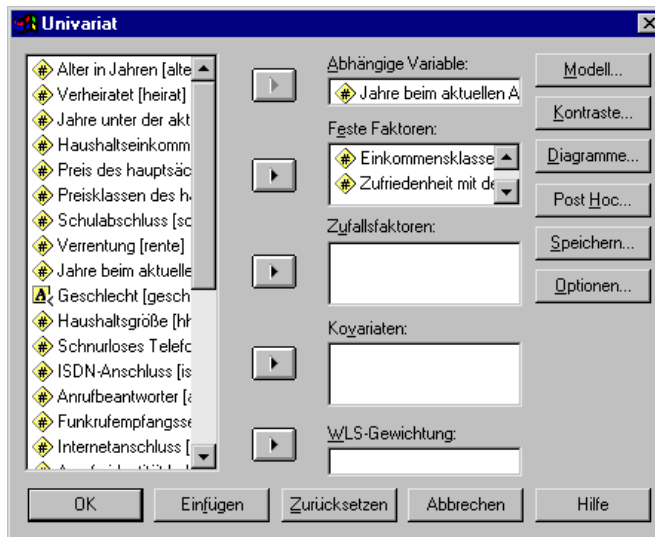 Univariat
Alter in Jahren [alte
Verheiratet [heirat]
Jahre unter der akt
Haushaltseinkomm
Preis des hauptsäc
Preisklassen des ha
Schulabschluss [sc
Verrentung [rente]
Jahre beim aktuelle
Geschlecht [gesch
Haushaltsgröße [hh
Schnurloses Telefo
ISDN-Anschluss [is
Anrufbeantworter [a
Funkrufempfangsse
Internetanschluss [
Abhängige Variable:
Jahre beim aktuellen A
Feste Faktoren:
Einkommensklasse
Zufriedenheit mit de
Zufallsfaktoren:
Kovariaten:
WLS-Gewichtung:
Modell...
Kontraste...
Diagramme...
Post Hoc...
Speichern...
Optionen...
OK
Einfügen
Zurücksetzen
Abbrechen
Hilfe